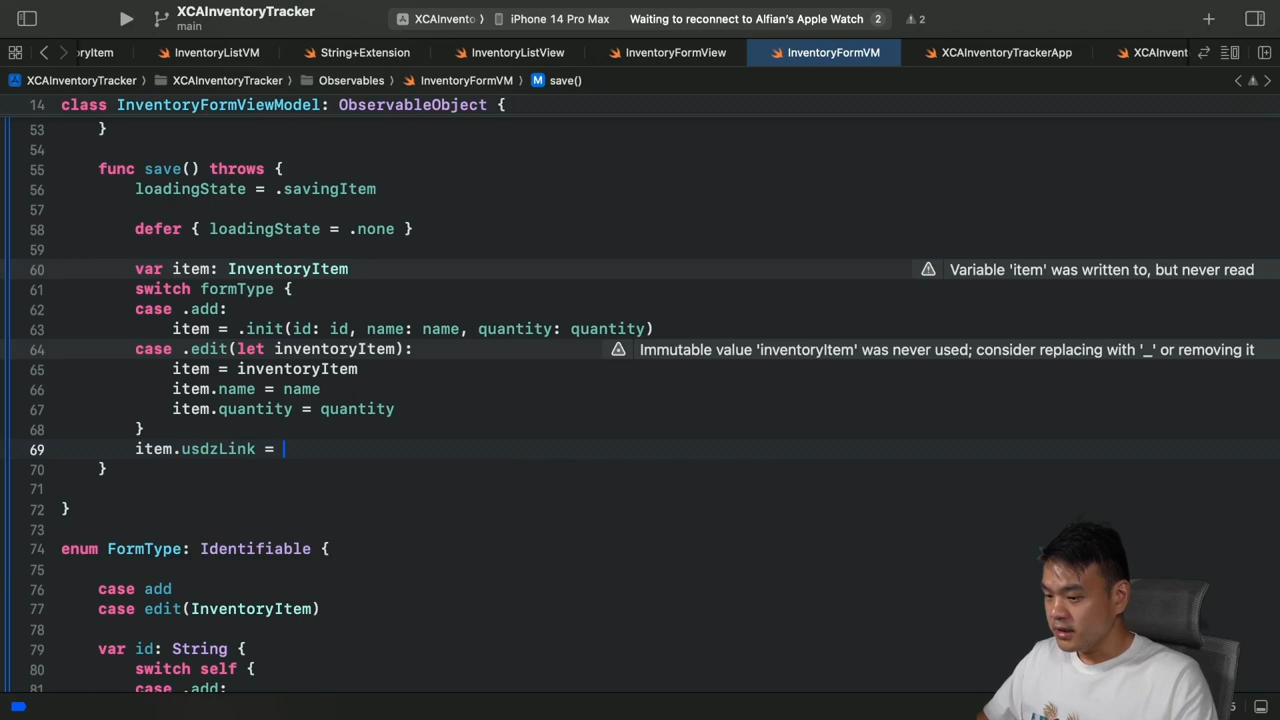 XCAInventoryTracker
main
XCAInvento
iPhone 14 Pro Max
Waiting to reconnect to Alfian's Apple Watch
2
2
ryItem
InventoryListVM
String+Extension
InventoryListView
InventoryFormView
InventoryFormVM
XCAInventoryTrackerApp
XCAInvent
XCAInventoryTracker
XCAInventoryTracker
Observables
InventoryFormVM
M save()
14 class InventoryFormViewModel: ObservableObject {
53 }
54
55 func save() throws {
56 loadingState = .savingItem
57
58 defer { loadingState = .none }
59
60 var item: InventoryItem Variable 'item' was written to, but never read
61 switch formType {
62 case .add:
63 item = .init(id: id, name: name, quantity: quantity)
64 case .edit(let inventoryItem): Immutable value 'inventoryItem' was never used; consider replacing with '_' or removing it
65 item = inventoryItem
66 item.name = name
67 item.quantity = quantity
68 }
69 item.usdzLink =
70 }
71
72 }
73
74 enum FormType: Identifiable {
75
76 case add
77 case edit(InventoryItem)
78
79 var id: String {
80 switch self {
81 case .add: